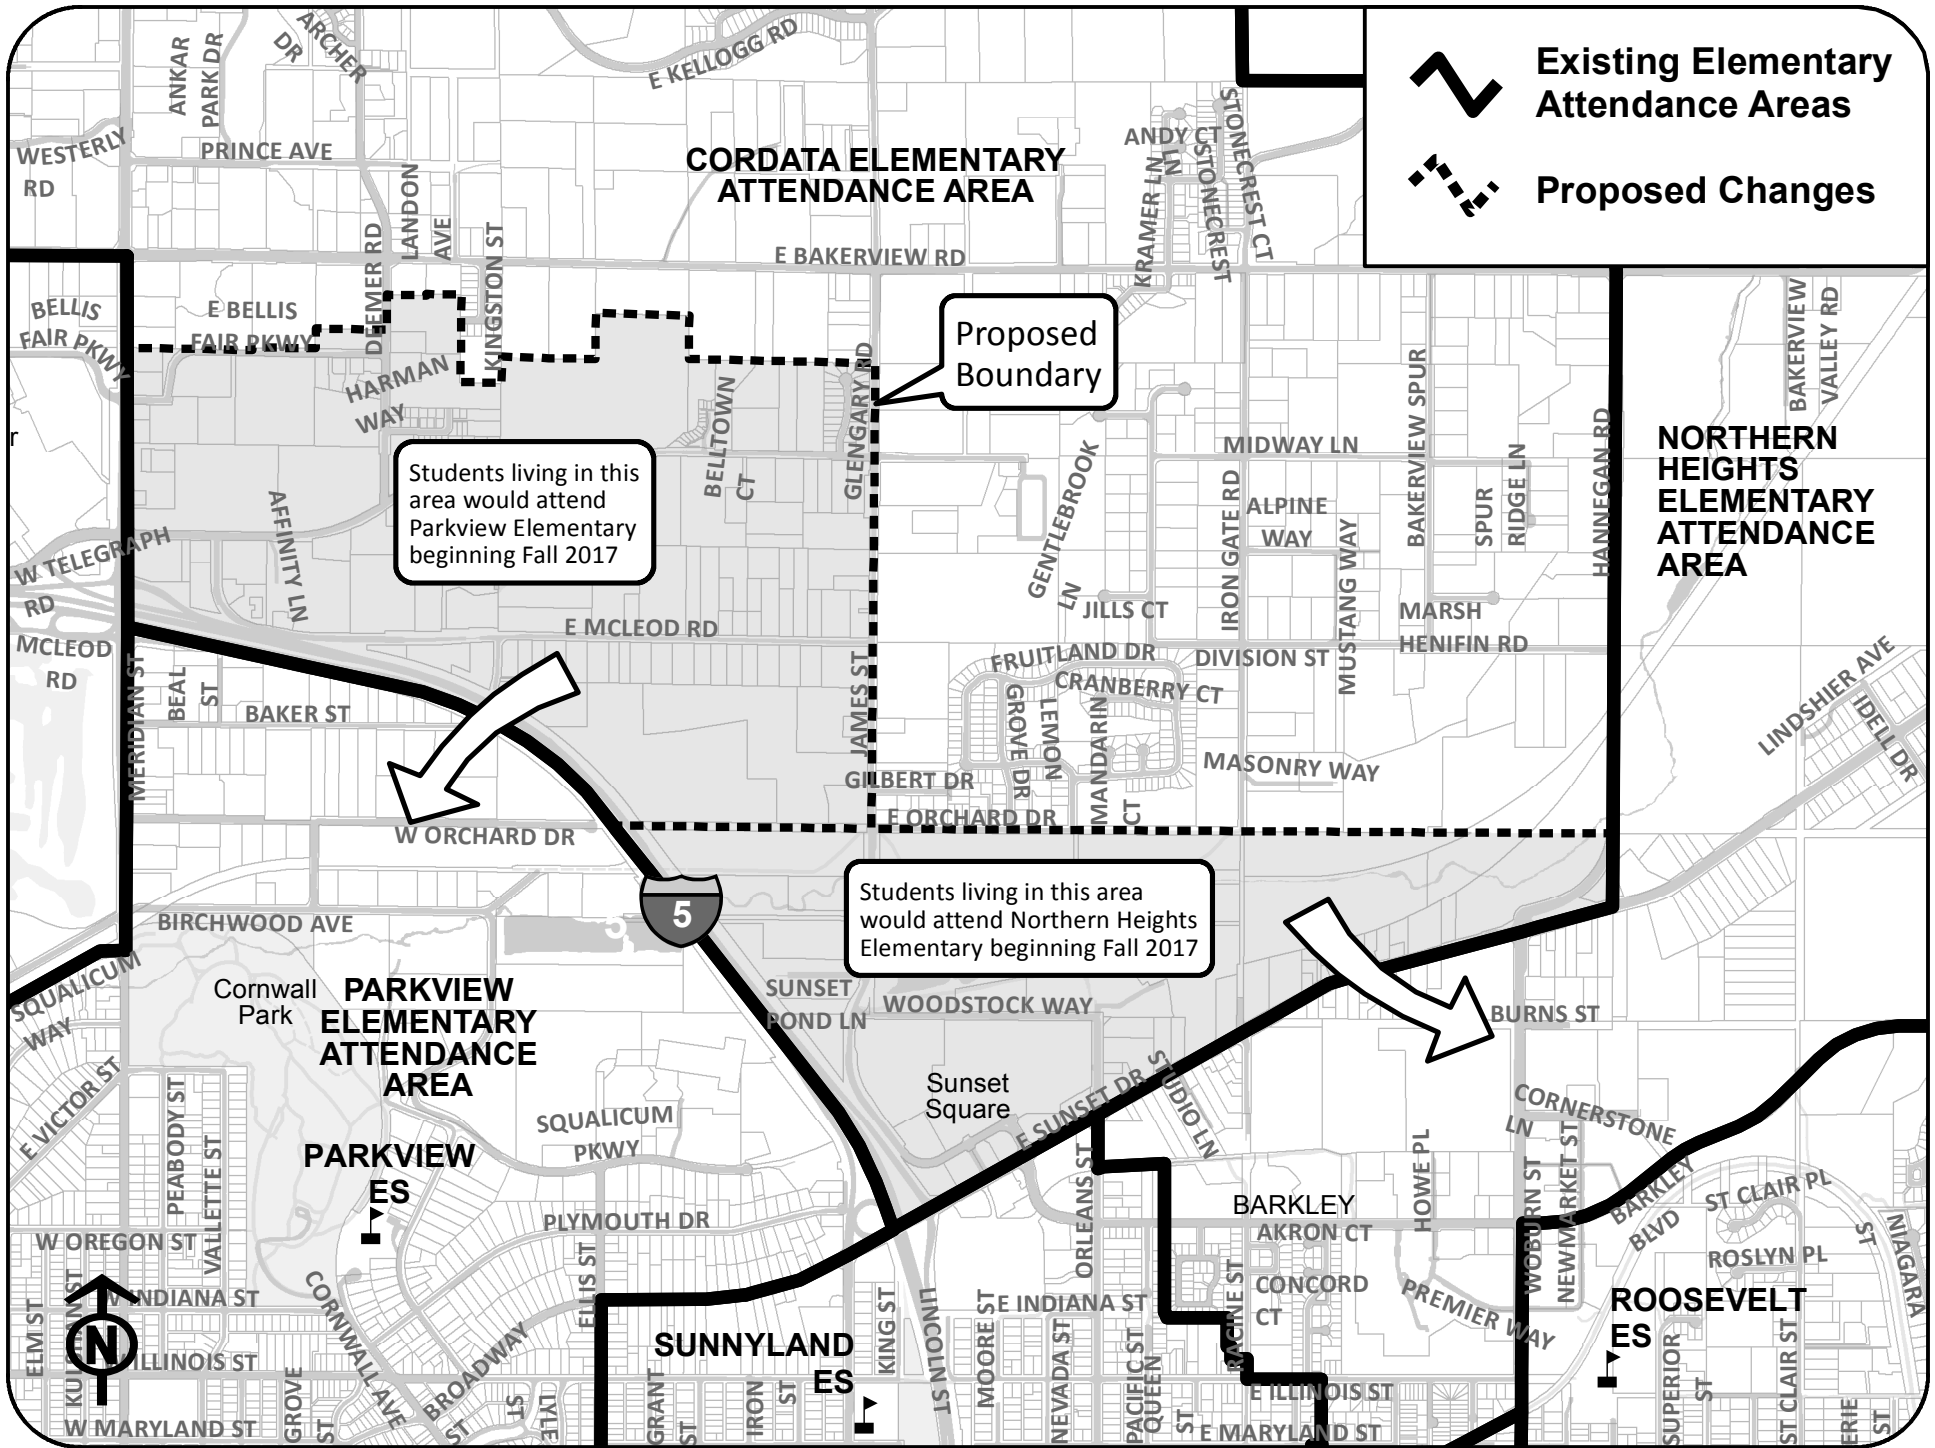 Existing Elementary
Attendance Areas
Proposed Changes
ANKAR
PARK DR
ARCHER
DR
E KELLOGG RD
WESTERLY
RD
PRINCE AVE
CORDATA ELEMENTARY
ATTENDANCE AREA
ANDY CT
LN
KRAMER LN
STONECREST
STONECREST CT
LANDON
AVE
DEEMER RD
KINGSTON ST
E BAKERVIEW RD
BELLIS
FAIR PKWY
E BELLIS
FAIR PKWY
Proposed
Boundary
BAKERVIEW
VALLEY RD
HARMAN
WAY
BELLTOWN
CT
GLENGARY RD
r
Students living in this
area would attend
Parkview Elementary
beginning Fall 2017
AFFINITY LN
GENTLEBROOK
LN
MIDWAY LN
IRON GATE RD
ALPINE
WAY
MUSTANG WAY
BAKERVIEW SPUR
SPUR
RIDGE LN
HANNEGAN RD
NORTHERN
HEIGHTS
ELEMENTARY
ATTENDANCE
AREA
W TELEGRAPH
RD
MCLEOD
RD
E MCLEOD RD
JILLS CT
MARSH
HENIFIN RD
DIVISION ST
FRUITLAND DR
CRANBERRY CT
GROVE DR
LEMON
MANDARIN
CT
MASONRY WAY
LINDSHIER AVE
IDELL DR
MERIDIAN ST
BEAL
ST
BAKER ST
JAMES ST
GILBERT DR
E ORCHARD DR
W ORCHARD DR
5
5
BIRCHWOOD AVE
Students living in this area
would attend Northern Heights
Elementary beginning Fall 2017
SQUALICUM
WAY
Cornwall
Park
PARKVIEW
ELEMENTARY
ATTENDANCE
AREA
SUNSET
POND LN
WOODSTOCK WAY
BURNS ST
E VICTOR ST
PEABODY ST
VALLETTE ST
SQUALICUM
PKWY
Sunset
Square
E SUNSET DR
STUDIO LN
CORNERSTONE
LN
PARKVIEW
ES
PLYMOUTH DR
ORLEANS ST
BARKLEY
AKRON CT
HOWE PL
WOBURN ST
NEWMARKET ST
BARKLEY
BLVD
ST CLAIR PL
ST
NIAGARA
ROSLYN PL
W OREGON ST
W INDIANA ST
ELLIS ST
CONCORD
CT
RACINE ST
PREMIER WAY
ROOSEVELT
ES
N
ELM ST
W ILLINOIS ST
CORNWALL AVE
BROADWAY
ST
SUNNYLAND
ES
KING ST
LINCOLN ST
MOORE ST
E INDIANA ST
NEVADA ST
PACIFIC ST
QUEEN
ST
E ILLINOIS ST
E MARYLAND ST
SUPERIOR
ST
ST CLAIR ST
ERIE
ST
W MARYLAND ST
GROVE
ST
LYLE
ST
GRANT
ST
IRON
ST